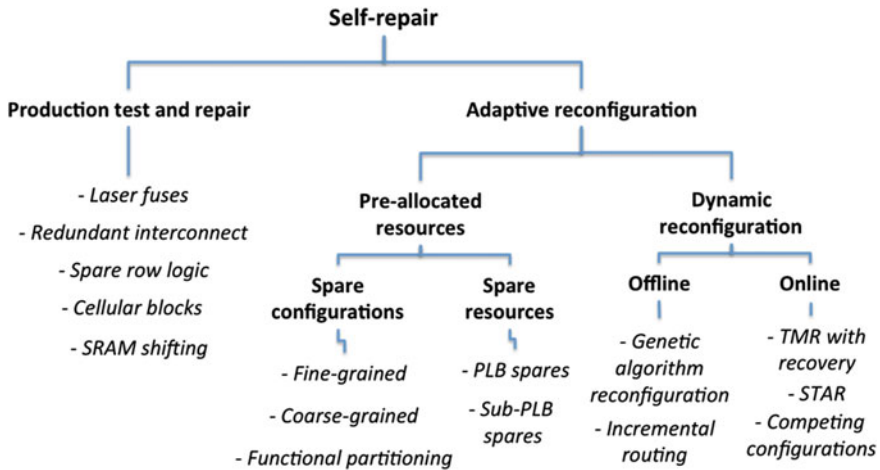 Self-repair
Production test and repair
Adaptive reconfiguration
- Laser fuses
- Redundant interconnect
- Spare row logic
- Cellular blocks
- SRAM shifting
Pre-allocated
resources
Dynamic
reconfiguration
Spare
configurations
Spare
resources
Offline
Online
- Fine-grained
- Coarse-grained
- Functional partitioning
- PLB spares
- Sub-PLB
spares
- Genetic
algorithm
reconfiguration
- Incremental
routing
- TMR with
recovery
- STAR
- Competing
configurations